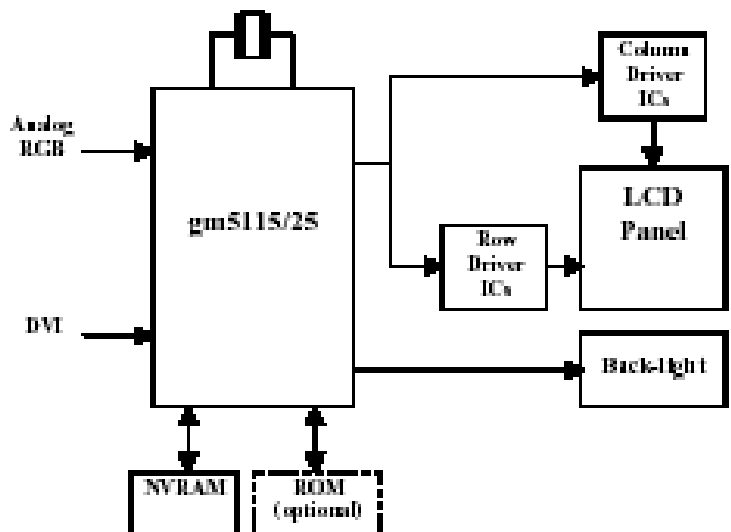 Column
Driver
ICs
Analog
RGB
gm5115/25
LCD
Panel
Row
Driver
ICs
DVI
Back-light
NVRAM
ROM
(optional)